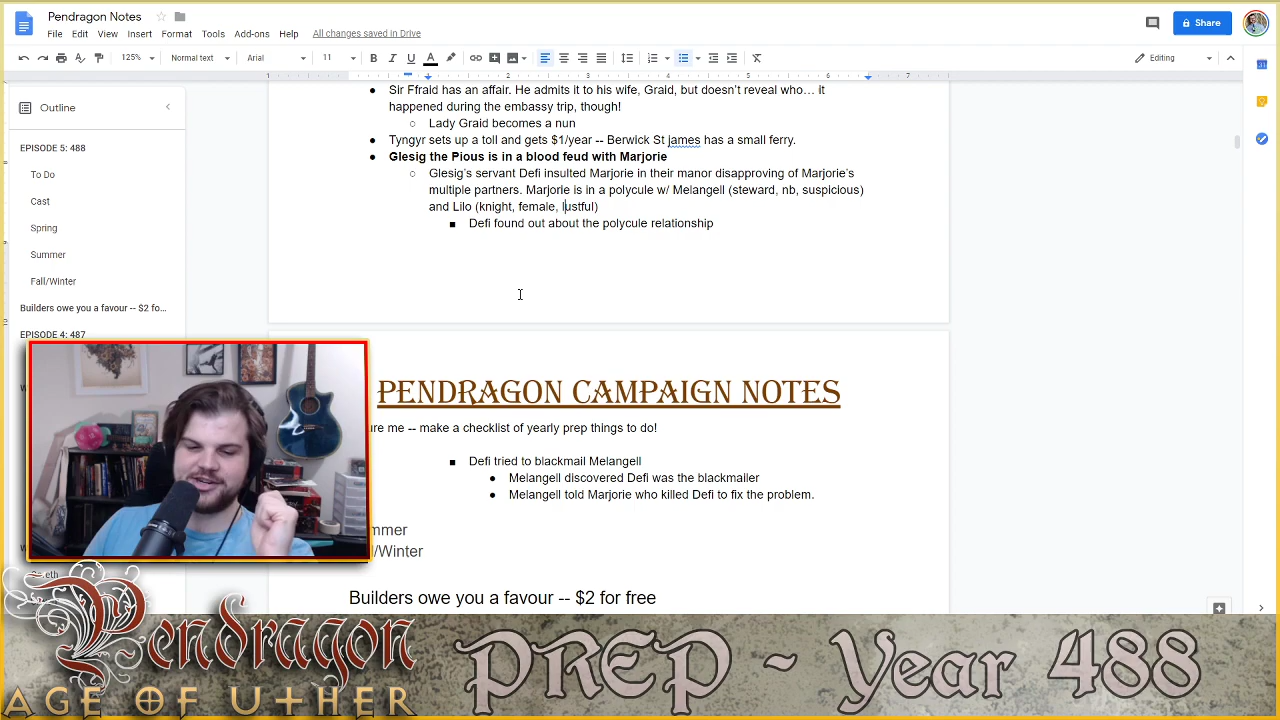 Pendragon Notes
File Edit View Insert Format Tools Add-ons Help All changes saved in Drive
Share
125% Normal text Arial 11 B I U A Editing
1 2 3 4 5 6 7
Outline
EPISODE 5: 488
To Do
Cast
Spring
Summer
Fall/Winter
Builders owe you a favour -- $2 fo...
EPISODE 4: 487
Sir Ffraid has an affair. He admits it to his wife, Graid, but doesn't reveal who... it
happened during the embassy trip, though!
Lady Graid becomes a nun
Tyngyr sets up a toll and gets $1/year -- Berwick St james has a small ferry.
Glesig the Pious is in a blood feud with Marjorie
Glesig's servant Defi insulted Marjorie in their manor disapproving of Marjorie's
multiple partners. Marjorie is in a polycule w/ Melangell (steward, nb, suspicious)
and Lilo (knight, female, lustful)
Defi found out about the polycule relationship
PENDRAGON CAMPAIGN NOTES
ure me -- make a checklist of yearly prep things to do!
Defi tried to blackmail Melangell
Melangell discovered Defi was the blackmailer
Melangell told Marjorie who killed Defi to fix the problem.
mmer
l/Winter
Builders owe you a favour -- $2 for free
Pendragon
AGE OF UTHER
PREP ~ Year 488